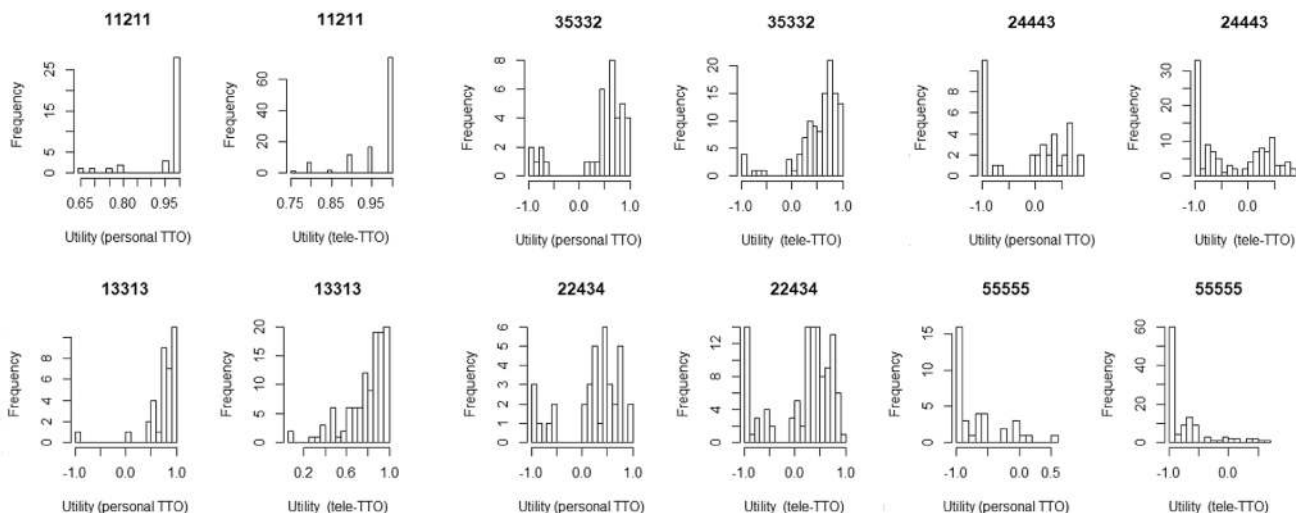 11211 11211 35332 35332 24443 24443
Frequency 0 5 15 25 0.65 0.80 0.95 Utility (personal TTO)
Frequency 0 20 40 60 0.75 0.85 0.95 Utility (tele-TTO)
Frequency 0 2 4 6 8 -1.0 0.0 1.0 Utility (personal TTO)
Frequency 0 5 10 15 20 -1.0 0.0 1.0 Utility (tele-TTO)
Frequency 0 2 4 6 8 -1.0 0.0 Utility (personal TTO)
Frequency 0 5 10 20 30 -1.0 0.0 Utility (tele-TTO)
13313 13313 22434 22434 55555 55555
Frequency 0 2 4 6 8 -1.0 0.0 1.0 Utility (personal TTO)
Frequency 0 5 10 15 20 0.2 0.6 1.0 Utility (tele-TTO)
Frequency 0 1 2 3 4 5 6 -1.0 0.0 1.0 Utility (personal TTO)
Frequency 0 4 8 12 -1.0 0.0 1.0 Utility (tele-TTO)
Frequency 0 5 10 15 -1.0 0.0 0.5 Utility (personal TTO)
Frequency 0 10 20 30 40 50 60 -1.0 0.0 Utility (tele-TTO)